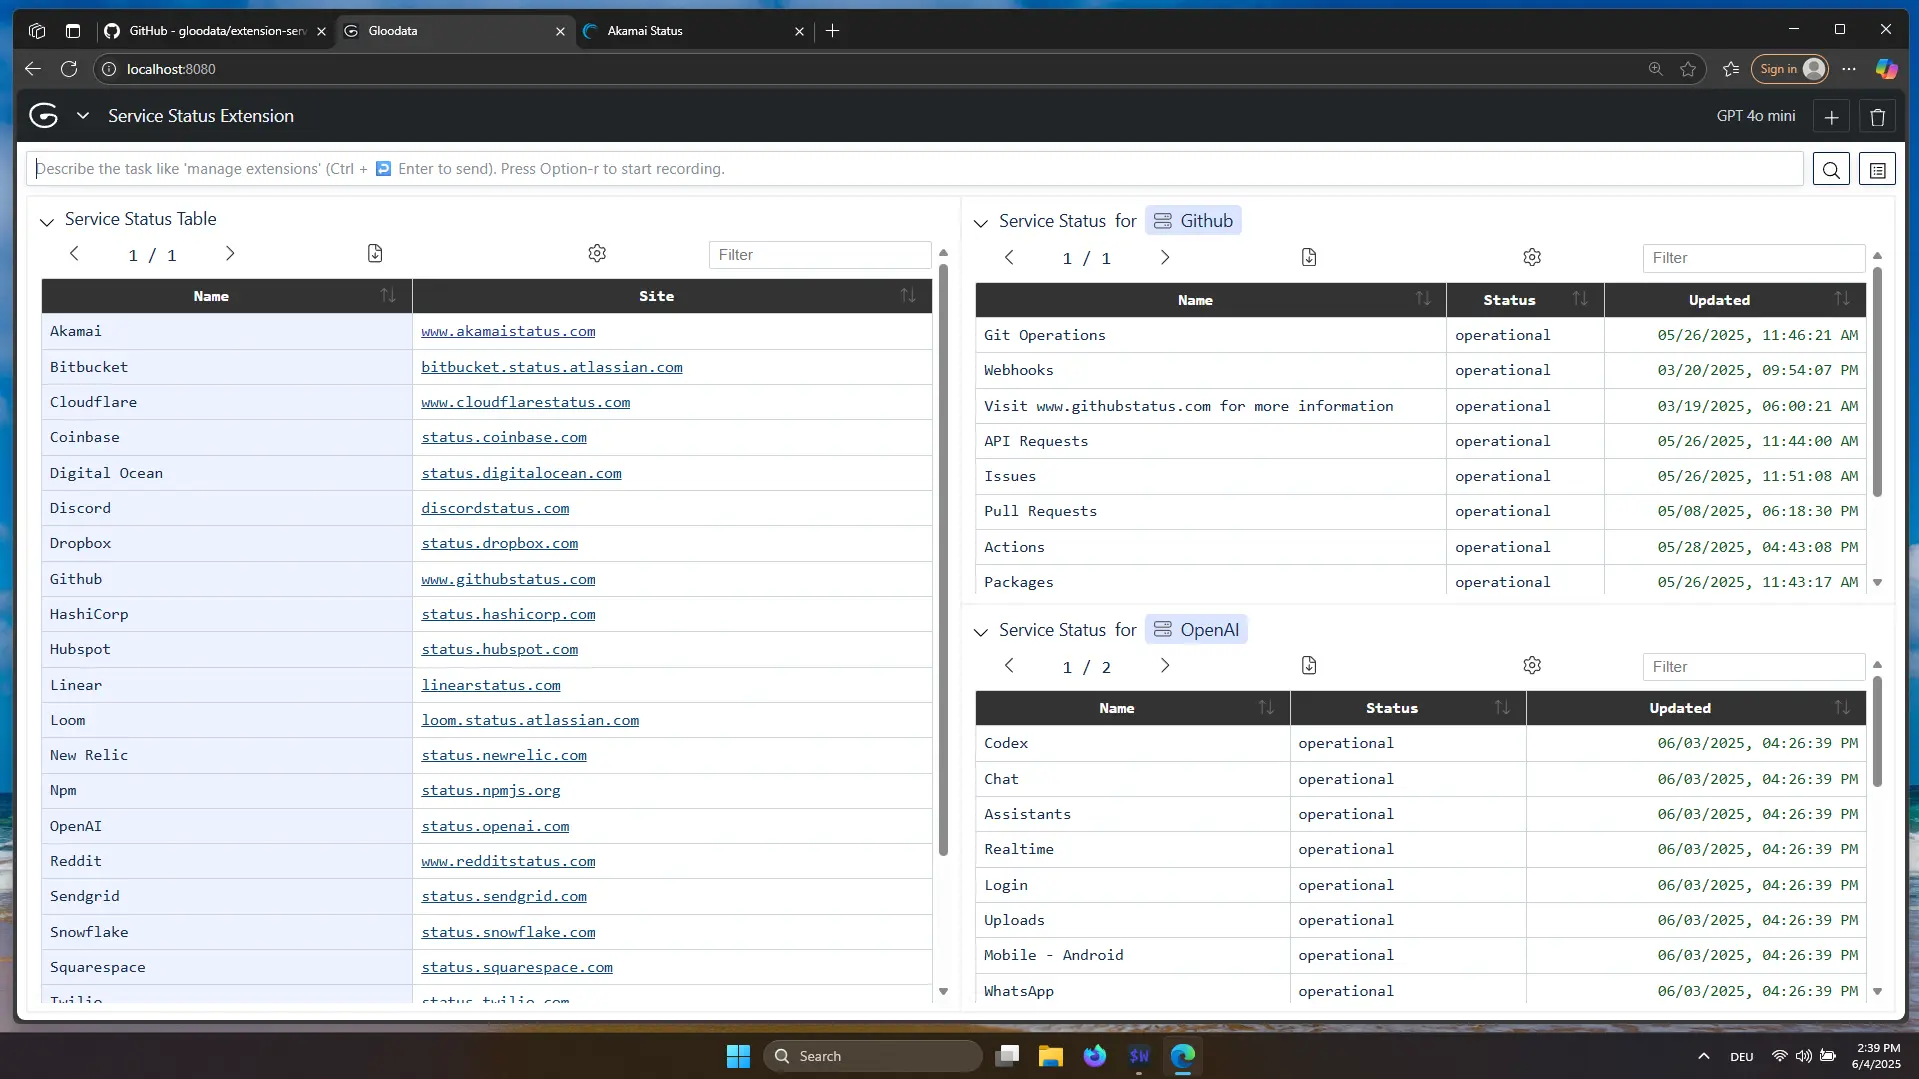 GitHub - gloodata/extension-serv
Gloodata
Akamai Status
localhost:8080
Sign in
Service Status Extension
GPT 4o mini
Describe the task like 'manage extensions' (Ctrl + Enter to send). Press Option-r to start recording.
Service Status Table
1 / 1
Filter
Name Site
Akamai www.akamaistatus.com
Bitbucket bitbucket.status.atlassian.com
Cloudflare www.cloudflarestatus.com
Coinbase status.coinbase.com
Digital Ocean status.digitalocean.com
Discord discordstatus.com
Dropbox status.dropbox.com
Github www.githubstatus.com
HashiCorp status.hashicorp.com
Hubspot status.hubspot.com
Linear linearstatus.com
Loom loom.status.atlassian.com
New Relic status.newrelic.com
Npm status.npmjs.org
OpenAI status.openai.com
Reddit www.redditstatus.com
Sendgrid status.sendgrid.com
Snowflake status.snowflake.com
Squarespace status.squarespace.com
Twilio status.twilio.com
Service Status for Github
1 / 1
Filter
Name Status Updated
Git Operations operational 05/26/2025, 11:46:21 AM
Webhooks operational 03/20/2025, 09:54:07 PM
Visit www.githubstatus.com for more information operational 03/19/2025, 06:00:21 AM
API Requests operational 05/26/2025, 11:44:00 AM
Issues operational 05/26/2025, 11:51:08 AM
Pull Requests operational 05/08/2025, 06:18:30 PM
Actions operational 05/28/2025, 04:43:08 PM
Packages operational 05/26/2025, 11:43:17 AM
Service Status for OpenAI
1 / 2
Filter
Name Status Updated
Codex operational 06/03/2025, 04:26:39 PM
Chat operational 06/03/2025, 04:26:39 PM
Assistants operational 06/03/2025, 04:26:39 PM
Realtime operational 06/03/2025, 04:26:39 PM
Login operational 06/03/2025, 04:26:39 PM
Uploads operational 06/03/2025, 04:26:39 PM
Mobile - Android operational 06/03/2025, 04:26:39 PM
WhatsApp operational 06/03/2025, 04:26:39 PM
Search
$W
DEU
2:39 PM
6/4/2025